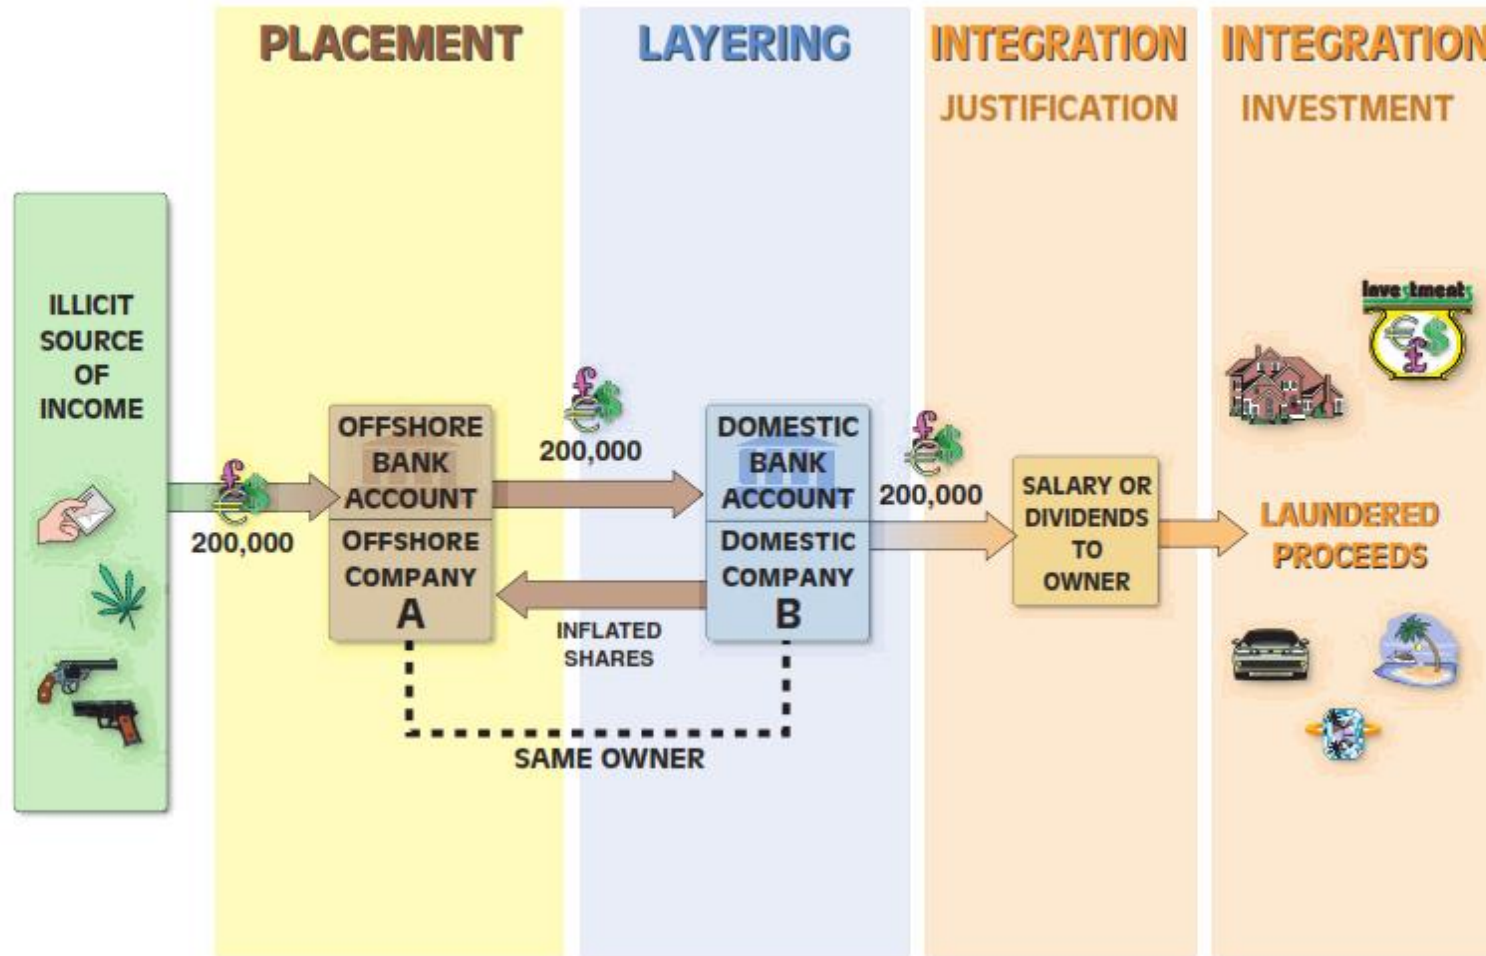 PLACEMENT
LAYERING
INTEGRATION
JUSTIFICATION
INTEGRATION
INVESTMENT
ILLICIT
SOURCE
OF
INCOME
200,000
OFFSHORE
BANK
ACCOUNT
OFFSHORE
COMPANY
A
200,000
INFLATED
SHARES
DOMESTIC
BANK
ACCOUNT
DOMESTIC
COMPANY
B
SAME OWNER
200,000
SALARY OR
DIVIDENDS
TO
OWNER
Investments
LAUNDERED
PROCEEDS